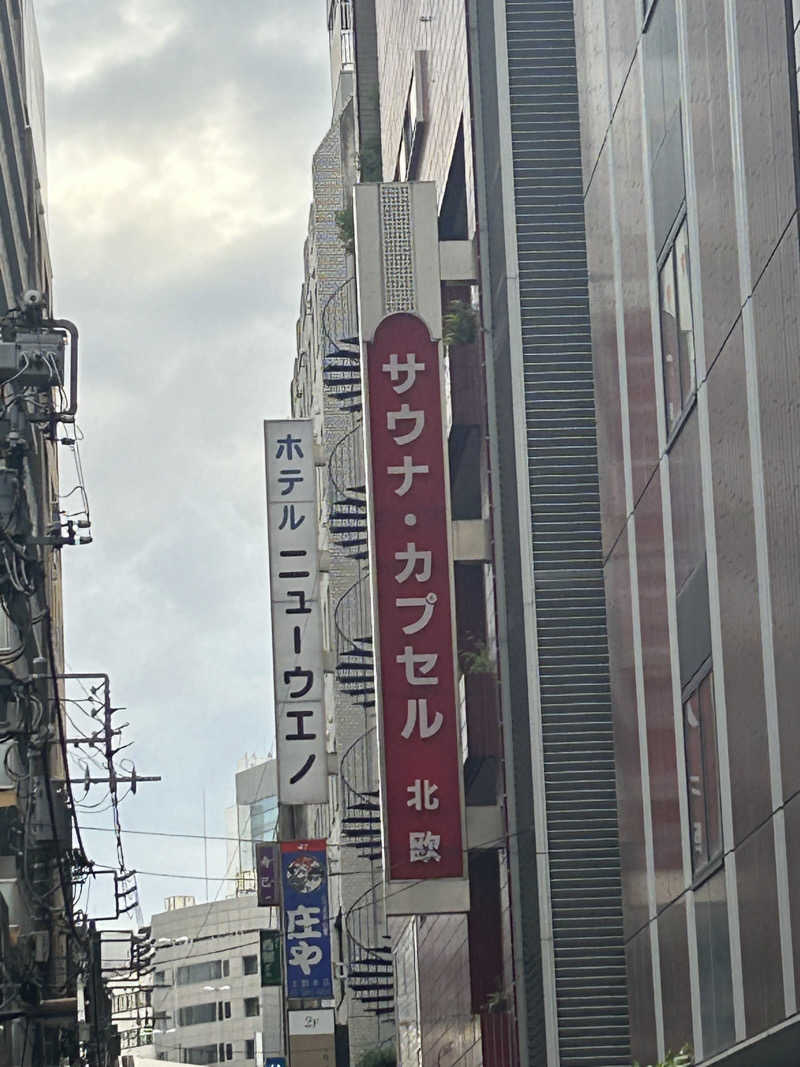 サウナ・カプセル 北欧
ホテル ニューウエノ
庄や
2F